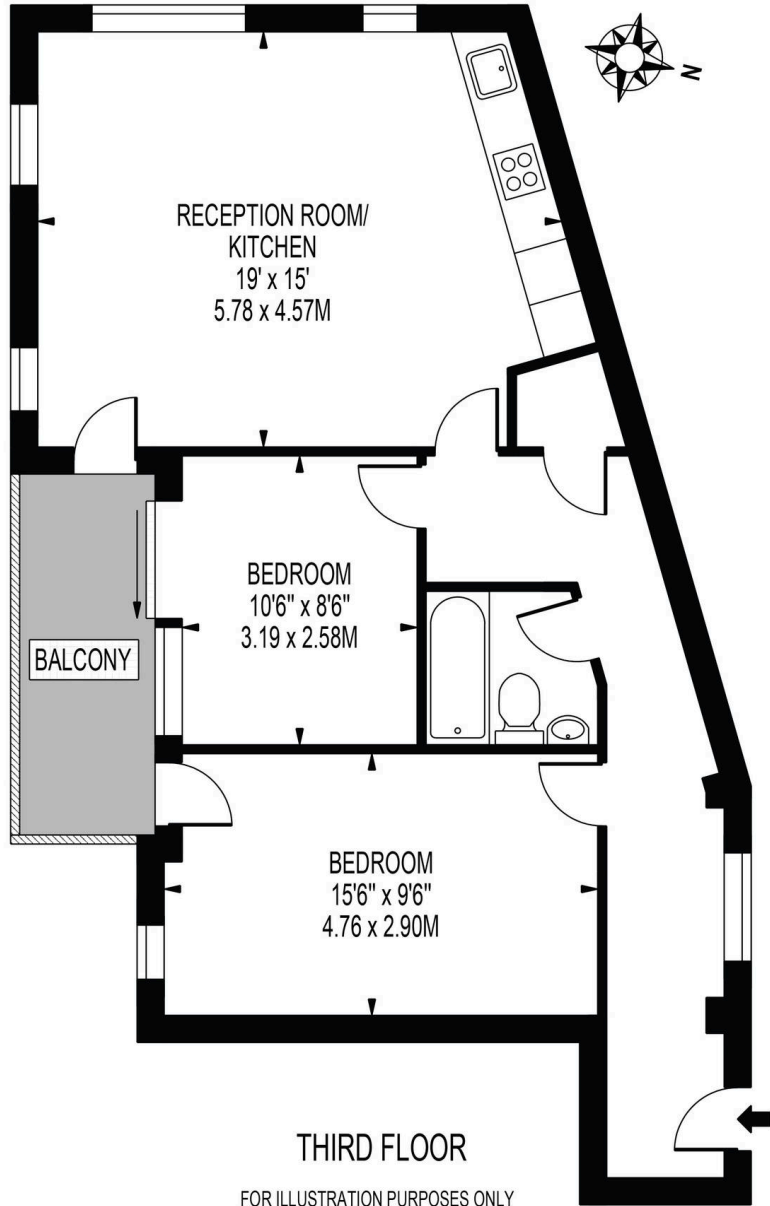 N
RECEPTION ROOM/
KITCHEN
19' x 15'
5.78 x 4.57M
BEDROOM
10'6" x 8'6"
3.19 x 2.58M
BALCONY
BEDROOM
15'6" x 9'6"
4.76 x 2.90M
THIRD FLOOR
FOR ILLUSTRATION PURPOSES ONLY